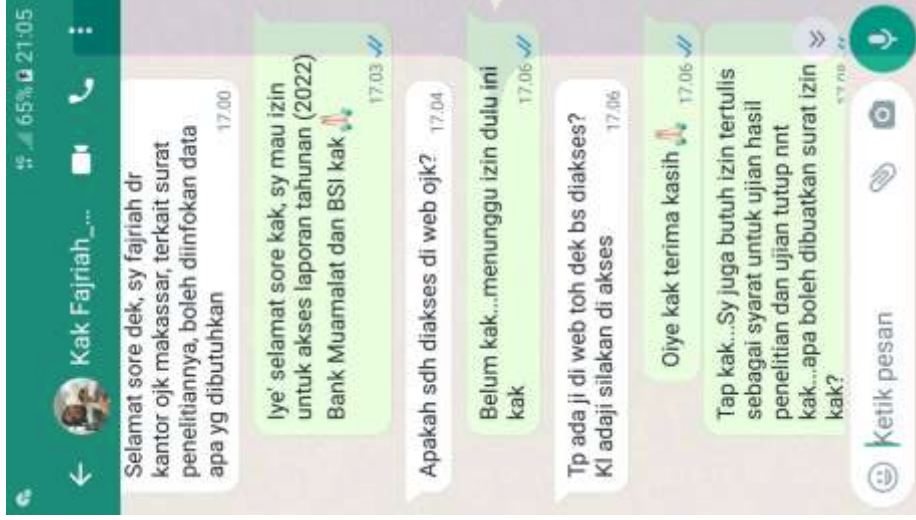 65% 21:05
Kak Fajriah_...
Selamat sore dek, sy fajriah dr
kantor ojk makassar, terkait surat
penelitiannya, boleh diinfokan data
apa yg dibutuhkan
17.00
Iye' selamat sore kak, sy mau izin
untuk akses laporan tahunan (2022)
Bank Muamalat dan BSI kak
17.03
Apakah sdh diakses di web ojk?
17.04
Belum kak...menunggu izin dulu ini
kak
17.06
Tp ada ji di web toh dek bs diakses?
Kl adaji silakan di akses
17.06
Oiye kak terima kasih
17.06
Tap kak...Sy juga butuh izin tertulis
sebagai syarat untuk ujian hasil
penelitian dan ujian tutup nnt
kak...apa boleh dibuatkan surat izin
kak?
Ketik pesan